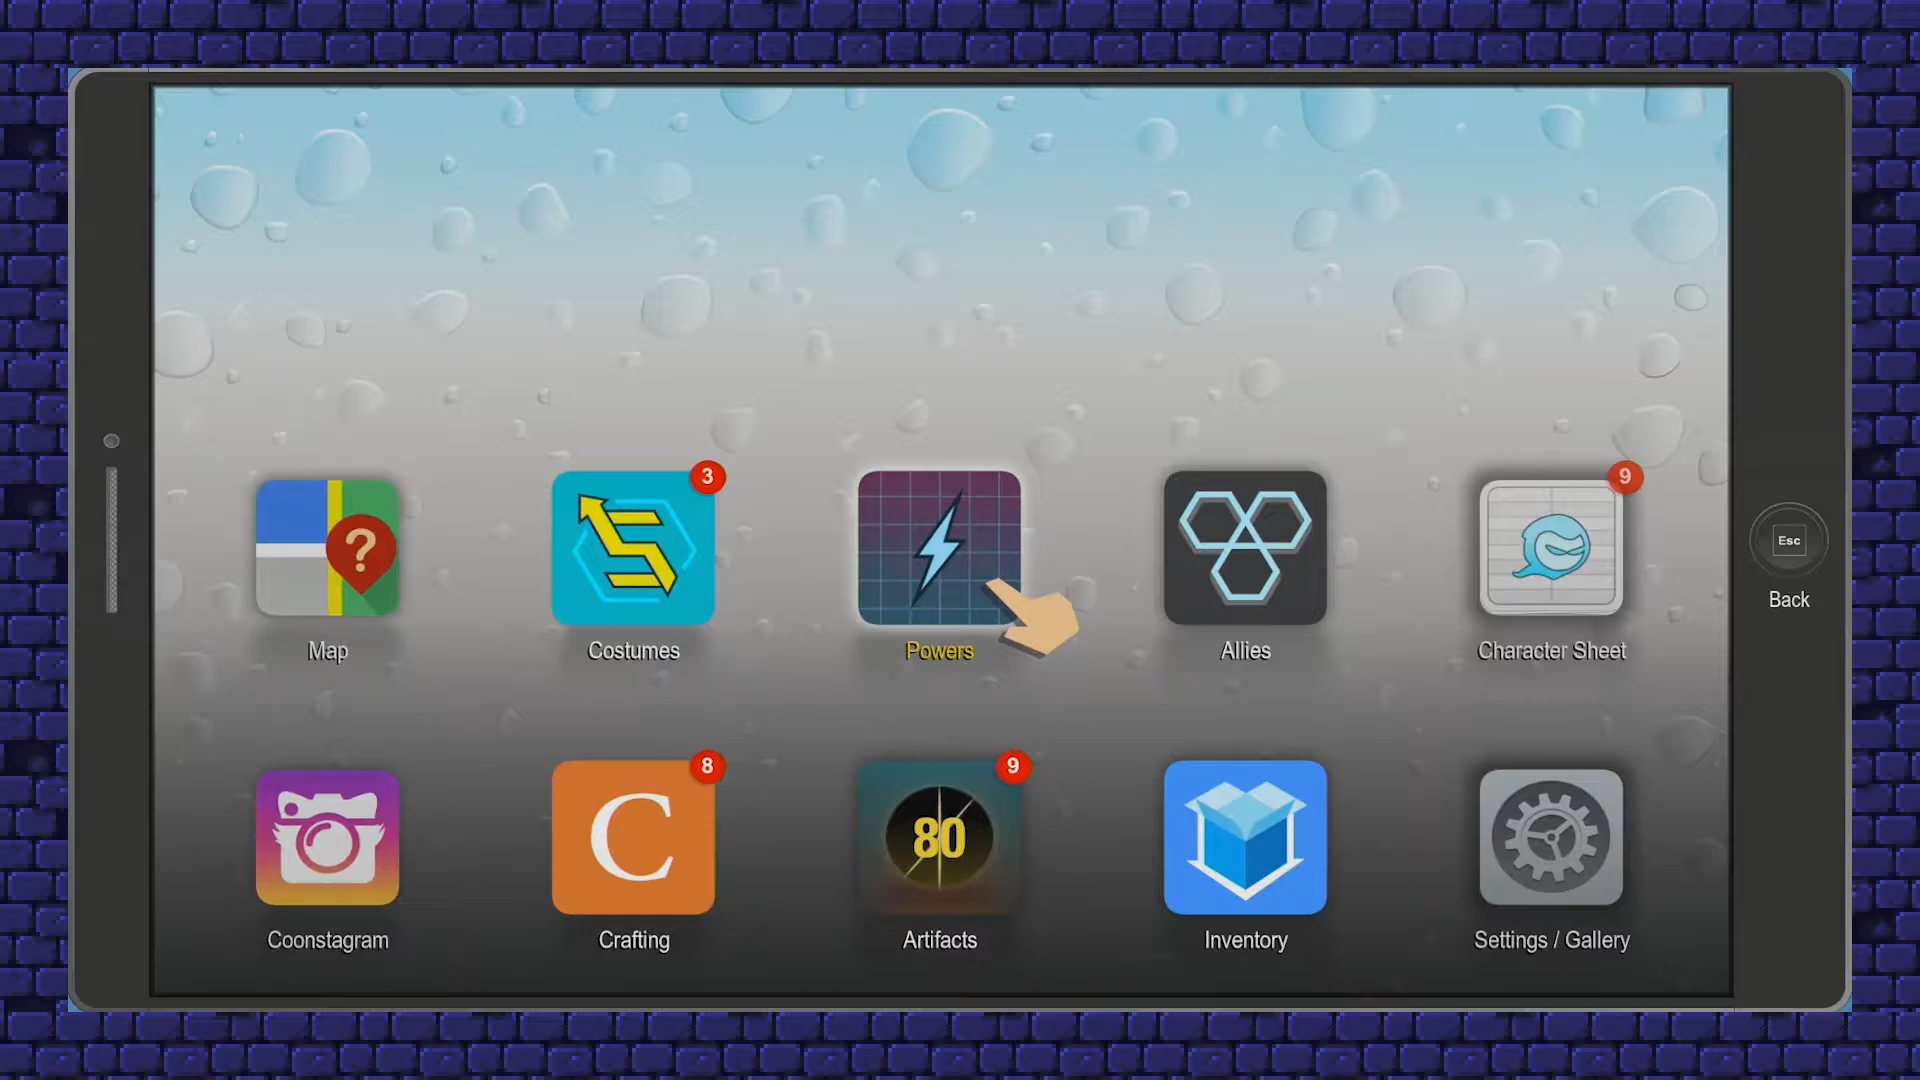 3
9
?
Esc
Back
Map
Costumes
Powers
Allies
Character Sheet
8
9
C
80
Coonstagram
Crafting
Artifacts
Inventory
Settings / Gallery